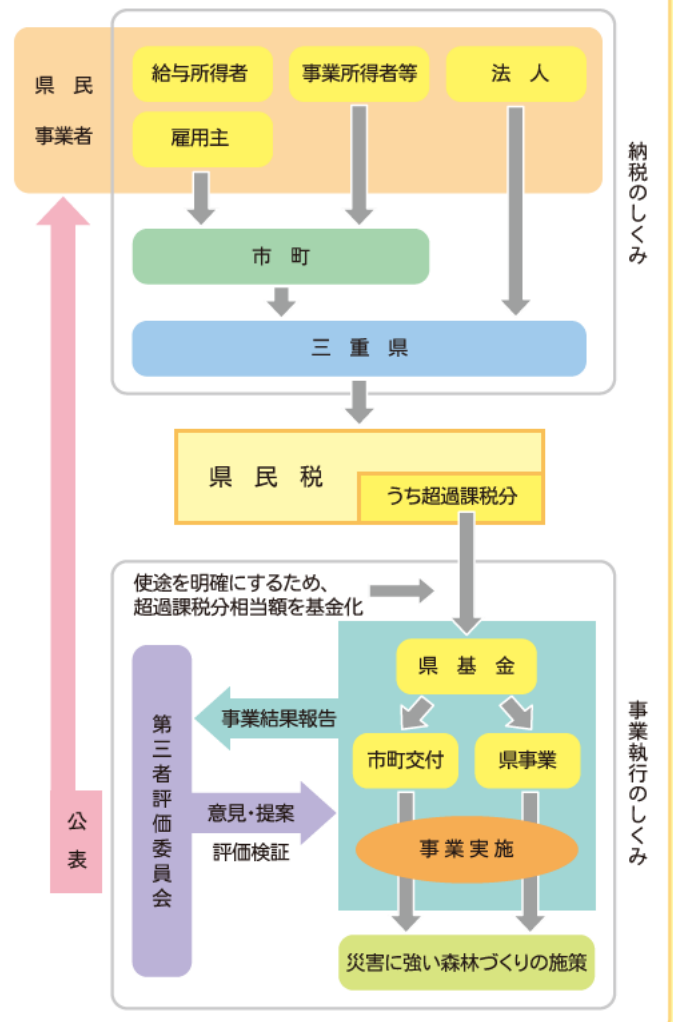 県民
事業者
給与所得者
事業所得者等
法人
雇用主
市町
三重県
納税のしくみ
県民税
うち超過課税分
使途を明確にするため、
超過課税分相当額を基金化
県基金
市町交付
県事業
事業結果報告
第三者評価委員会
意見・提案
評価検証
事業実施
災害に強い森林づくりの施策
公表
事業執行のしくみ